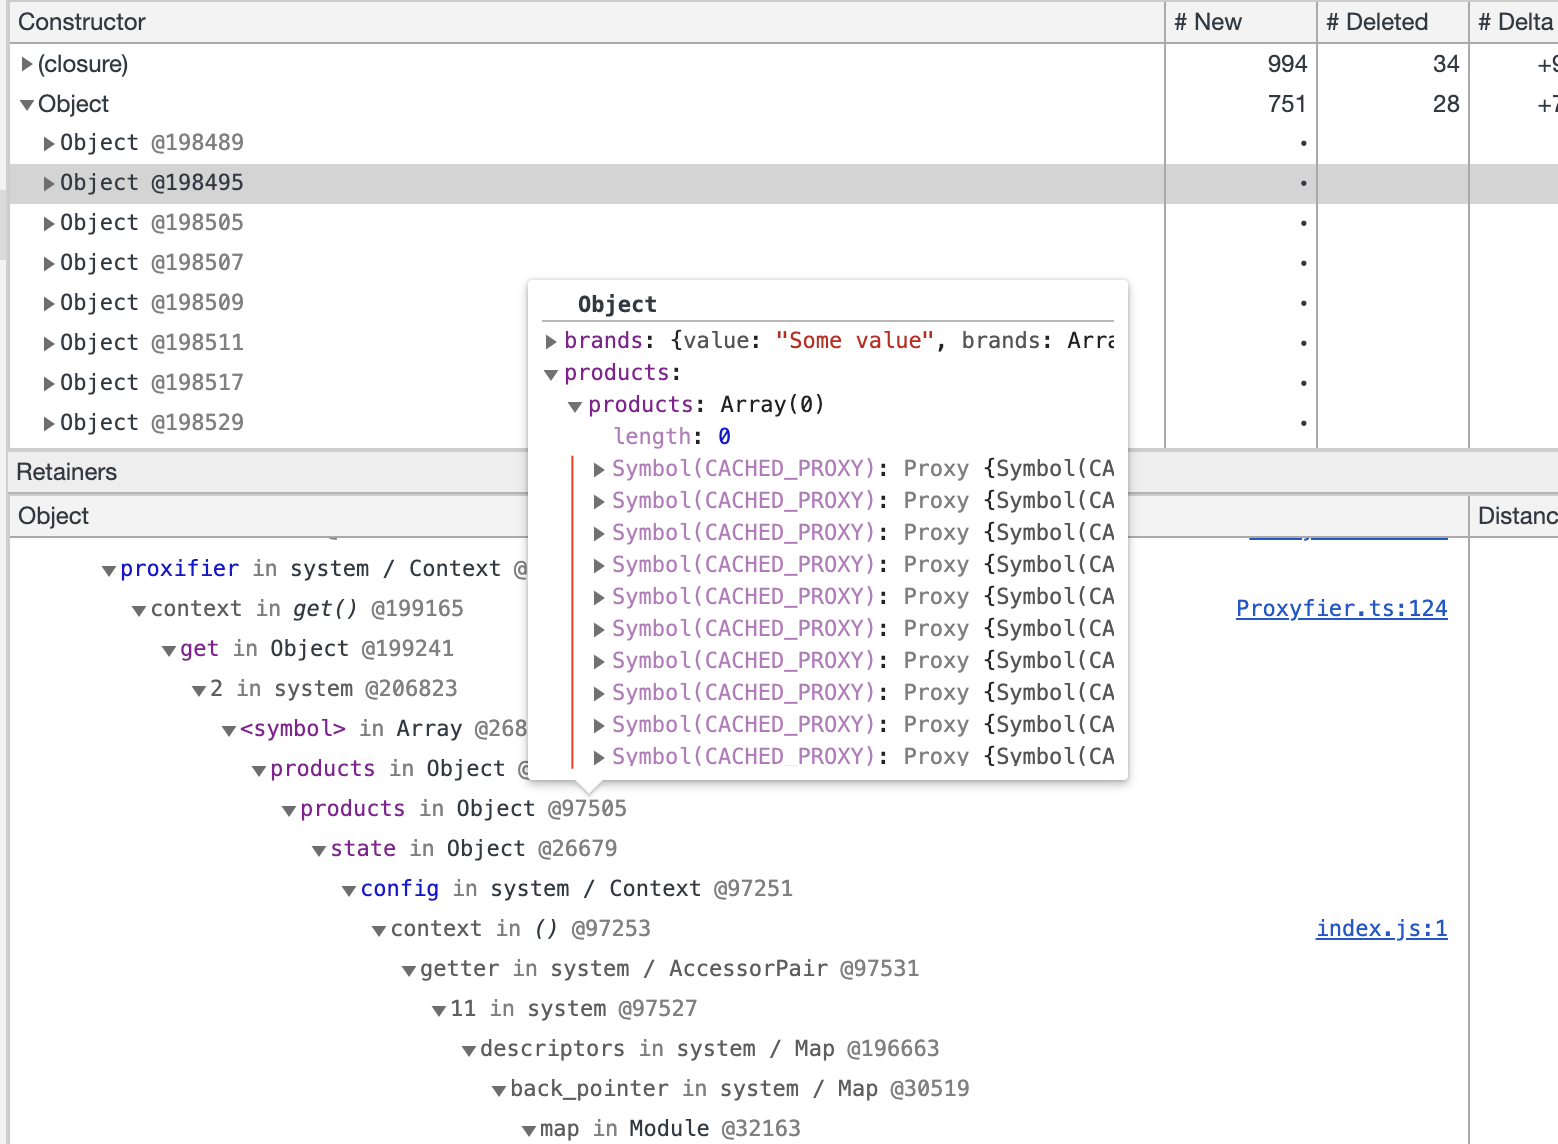 Constructor # New # Deleted # Delta
(closure) 994 34
Object 751 28
Object @198489 •
Object @198495 •
Object @198505 •
Object @198507 •
Object @198509 •
Object @198511 •
Object @198517 •
Object @198529 •
Object
brands: {value: "Some value", brands: Arra
products:
products: Array(0)
length: 0
Symbol(CACHED_PROXY): Proxy {Symbol(CA
Symbol(CACHED_PROXY): Proxy {Symbol(CA
Symbol(CACHED_PROXY): Proxy {Symbol(CA
Symbol(CACHED_PROXY): Proxy {Symbol(CA
Symbol(CACHED_PROXY): Proxy {Symbol(CA
Symbol(CACHED_PROXY): Proxy {Symbol(CA
Symbol(CACHED_PROXY): Proxy {Symbol(CA
Symbol(CACHED_PROXY): Proxy {Symbol(CA
Symbol(CACHED_PROXY): Proxy {Symbol(CA
Symbol(CACHED_PROXY): Proxy {Symbol(CA
Retainers
Object Distanc
proxifier in system / Context @
context in get() @199165 Proxyfier.ts:124
get in Object @199241
2 in system @206823
<symbol> in Array @268
products in Object @
products in Object @97505
state in Object @26679
config in system / Context @97251
context in () @97253 index.js:1
getter in system / AccessorPair @97531
11 in system @97527
descriptors in system / Map @196663
back_pointer in system / Map @30519
map in Module @32163